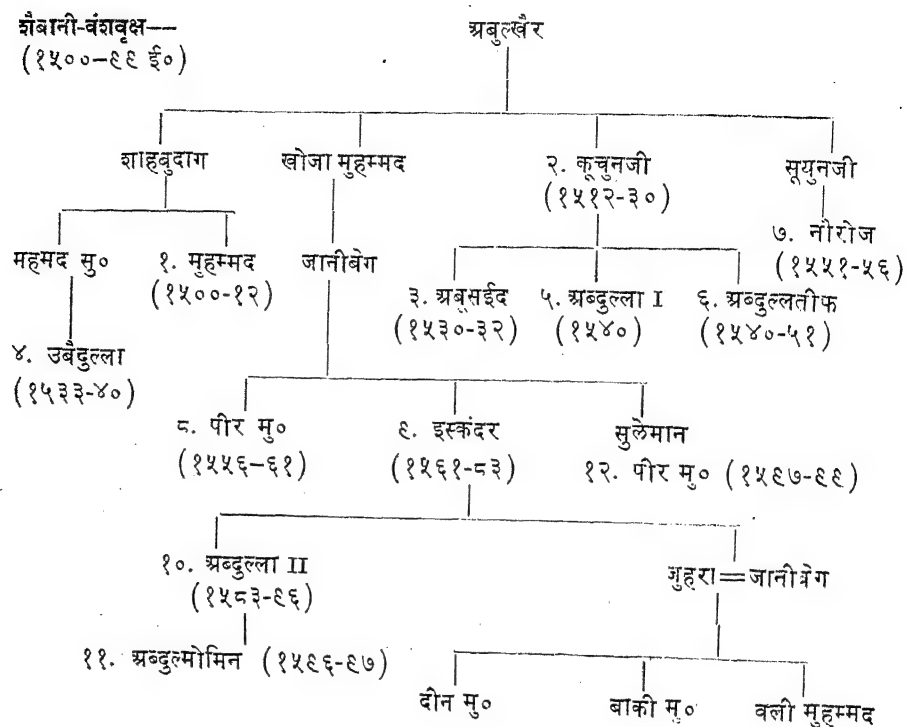 शैबानी-वंशवृक्ष—
(१५००-९९ ई०)
अबुल्खैर
शाहबुदाग खोजा मुहम्मद २. कूचुनजी सूयुनजी
(१५१२-३०)
७. नौरोज
(१५५१-५६)
महमद सु० १. मुहम्मद जानीबेग
(१५००-१२)
३. अबूसईद ५. अब्दुल्ला I ६. अब्दुल्लतीफ
(१५३०-३२) (१५४०) (१५४०-५१)
४. उबैदुल्ला
(१५३३-४०)
८. पीर मु० ९. इस्कंदर सुलेमान
(१५५६-६१) (१५६१-८३) १२. पीर मु० (१५९७-९९)
१०. अब्दुल्ला II जुहरा=जानीबेग
(१५८३-९६)
११. अब्दुल्मोमिन (१५९६-९७)
दीन मु० बाकी मु० वली मुहम्मद